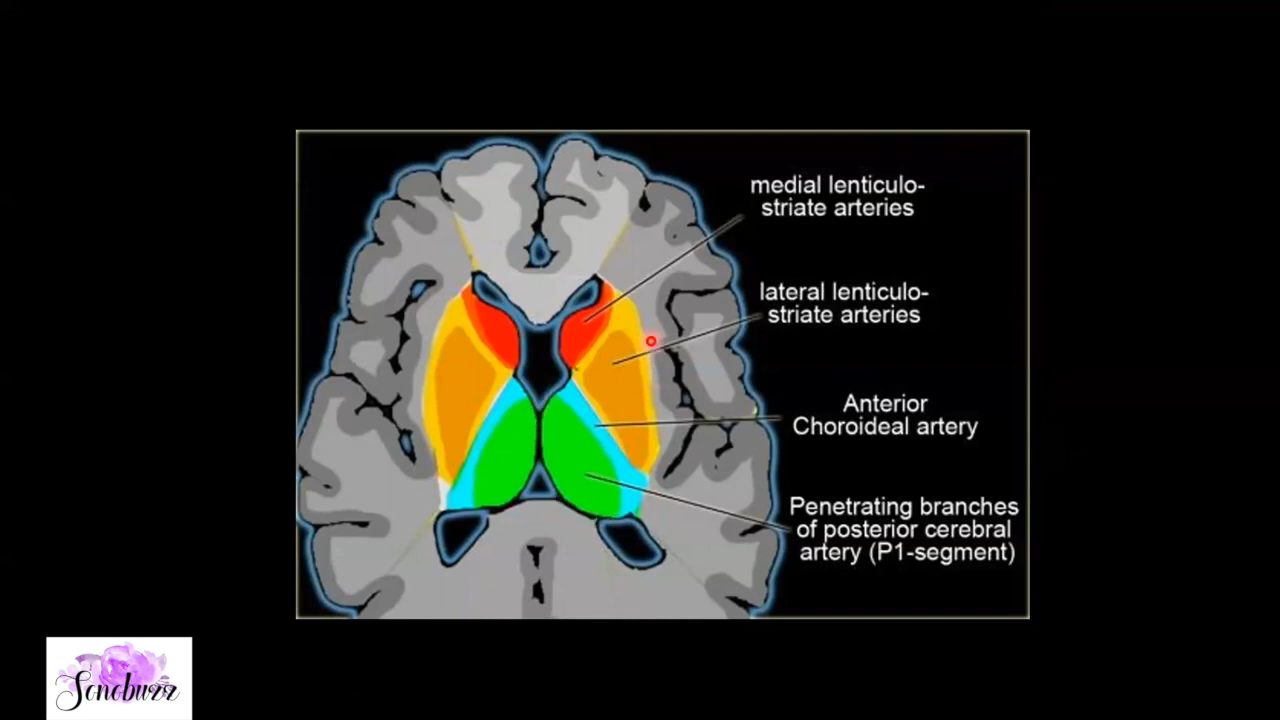 medial lenticulo-
striate arteries
lateral lenticulo-
striate arteries
Anterior
Choroideal artery
Penetrating branches
of posterior cerebral
artery (P1-segment)
Sonobuzz